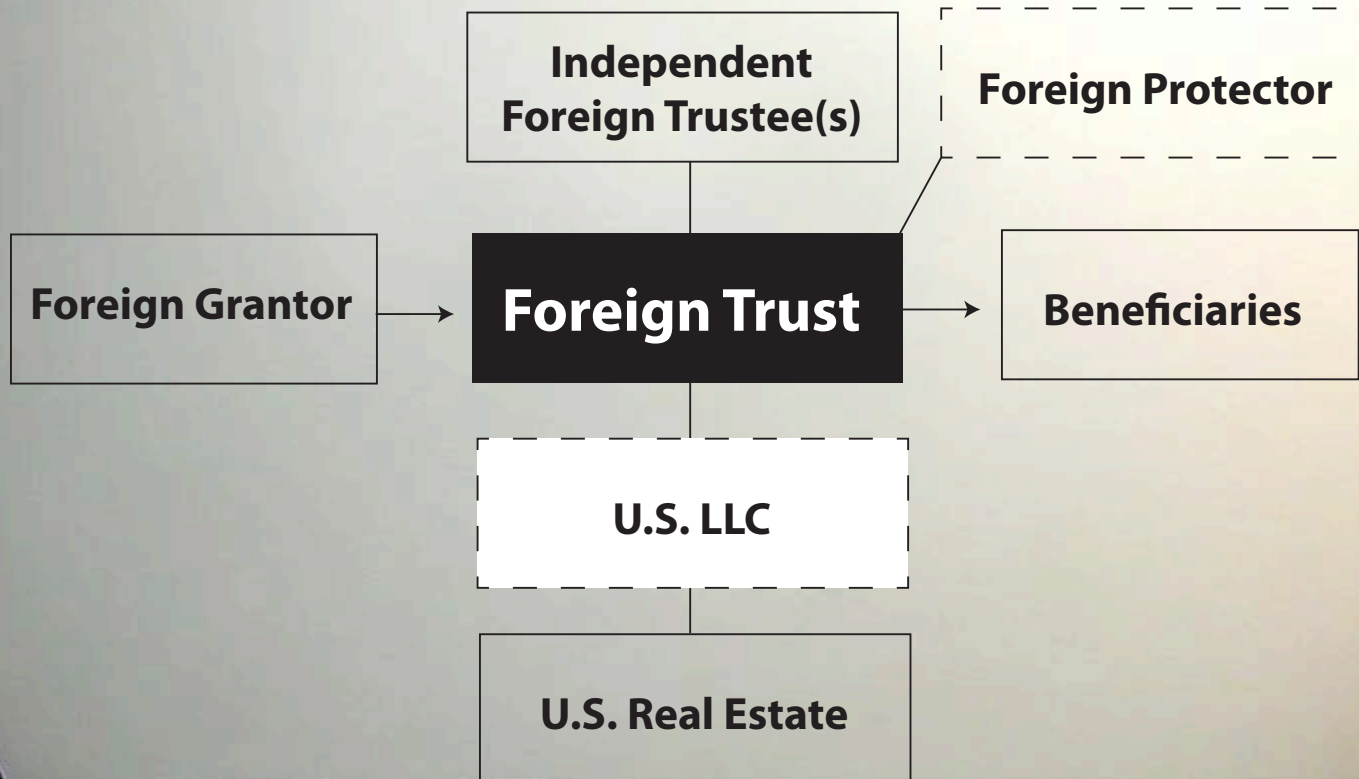 Independent
Foreign Trustee(s)
Foreign Protector
Foreign Grantor
Foreign Trust
Beneficiaries
U.S. LLC
U.S. Real Estate